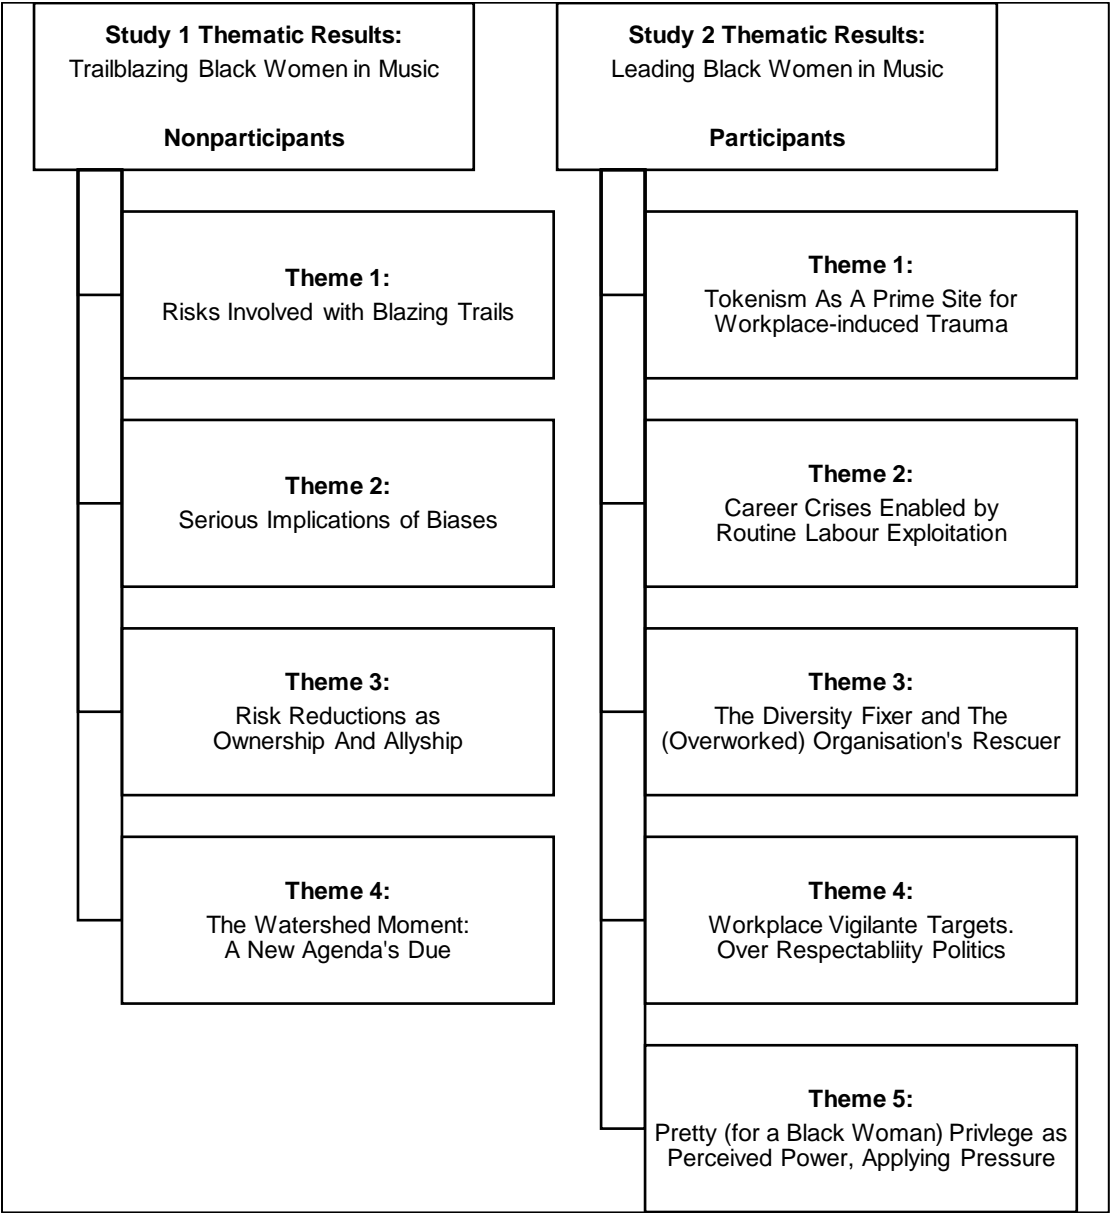 Study 1 Thematic Results:
Trailblazing Black Women in Music
Nonparticipants
Theme 1:
Risks Involved with Blazing Trails
Theme 2:
Serious Implications of Biases
Theme 3:
Risk Reductions as
Ownership And Allyship
Theme 4:
The Watershed Moment:
A New Agenda's Due
Study 2 Thematic Results:
Leading Black Women in Music
Participants
Theme 1:
Tokenism As A Prime Site for
Workplace-induced Trauma
Theme 2:
Career Crises Enabled by
Routine Labour Exploitation
Theme 3:
The Diversity Fixer and The
(Overworked) Organisation's Rescuer
Theme 4:
Workplace Vigilante Targets.
Over Respectabliity Politics
Theme 5:
Pretty (for a Black Woman) Privlege as
Perceived Power, Applying Pressure